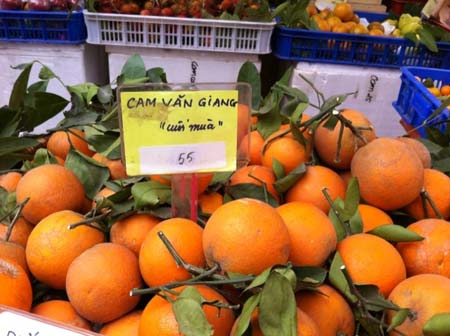 CAM VĂN GIANG
"cuối mùa"
55